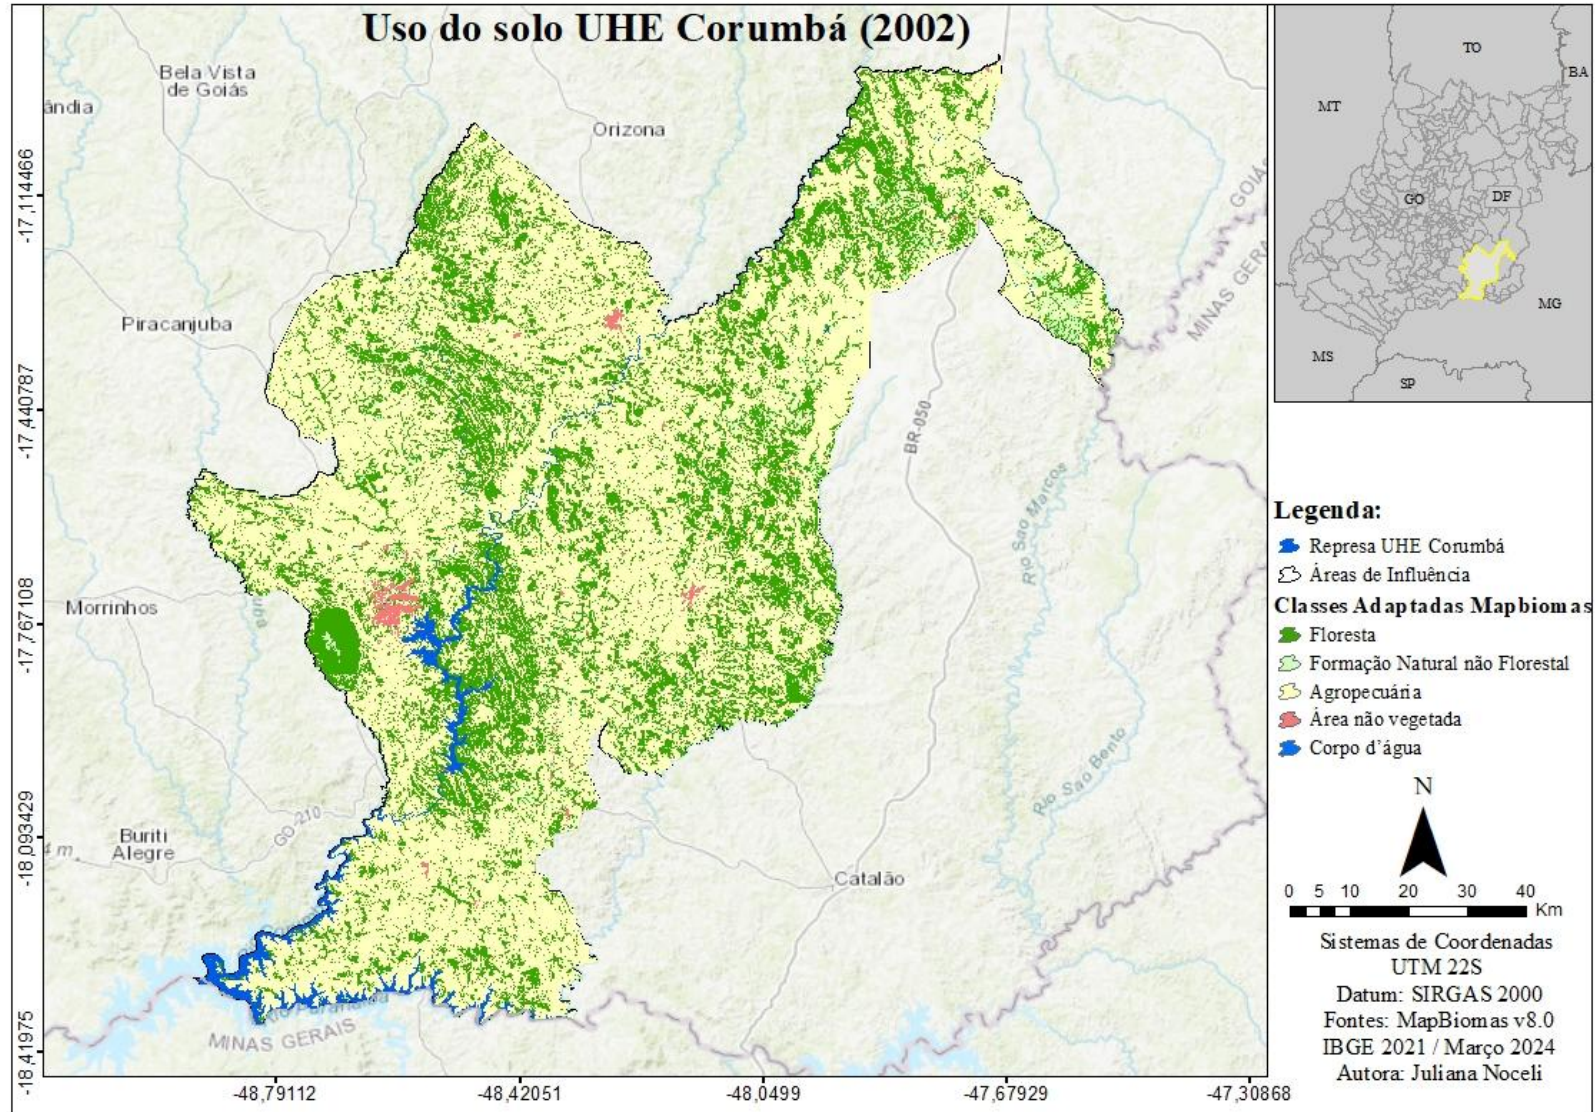 Uso do solo UHE Corumbá (2002)
Bela Vista
de Goiás
ândia
Orizona
Piracanjuba
Morrinhos
Buriti
Alegre
GO-210
Catalão
BR-050
Rio Sao Marcos
Rio Sao Bento
GOIÁ
MINAS GERA
MINAS GERAIS
4 m.
-17,114466
-17,440787
-17,767108
-18,093429
-18,41975
-48,79112
-48,42051
-48,0499
-47,67929
-47,30868
TO
BA
MT
GO
DF
MG
MS
SP
Legenda:
Represa UHE Corumbá
Áreas de Influência
Classes Adaptadas Mapbiomas
Floresta
Formação Natural não Florestal
Agropecuária
Área não vegetada
Corpo d'água
N
0 5 10 20 30 40
Km
Sistemas de Coordenadas
UTM 22S
Datum: SIRGAS 2000
Fontes: MapBiomas v8.0
IBGE 2021 / Março 2024
Autora: Juliana Noceli